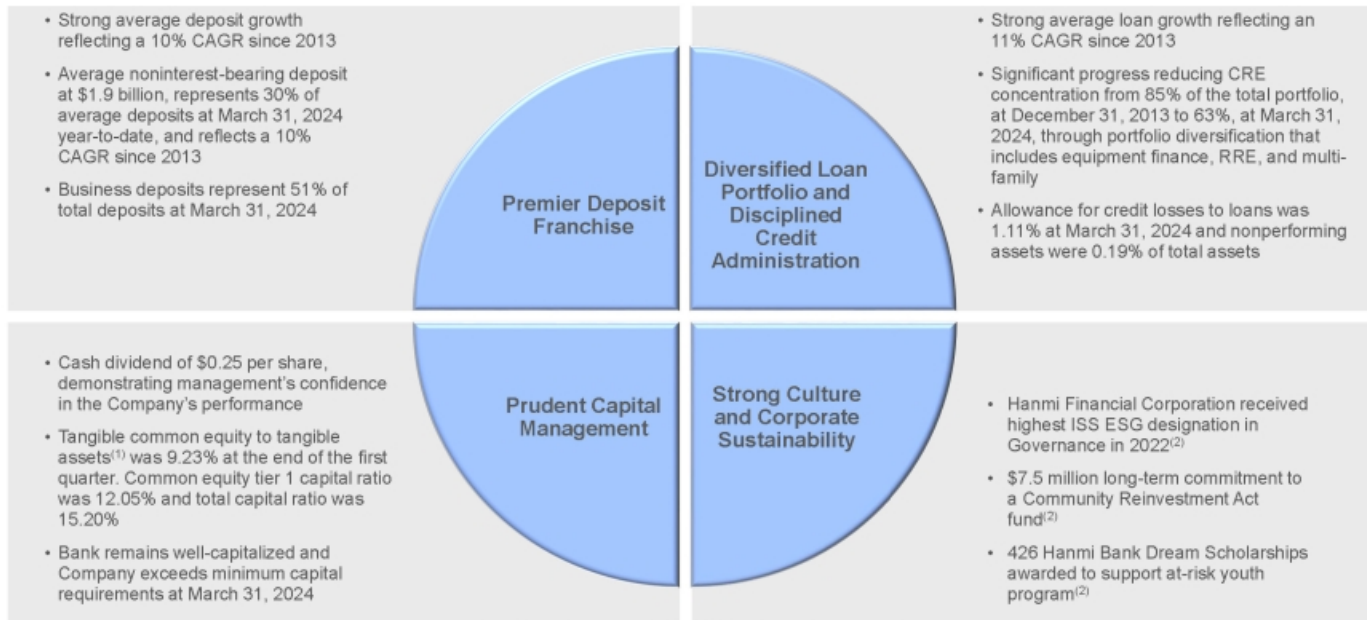 • Strong average deposit growth
reflecting a 10% CAGR since 2013
• Average noninterest-bearing deposit
at $1.9 billion, represents 30% of
average deposits at March 31, 2024
year-to-date, and reflects a 10%
CAGR since 2013
• Business deposits represent 51% of
total deposits at March 31, 2024
Premier Deposit
Franchise
Diversified Loan
Portfolio and
Disciplined
Credit
Administration
• Strong average loan growth reflecting an
11% CAGR since 2013
• Significant progress reducing CRE
concentration from 85% of the total portfolio,
at December 31, 2013 to 63%, at March 31,
2024, through portfolio diversification that
includes equipment finance, RRE, and multi-
family
• Allowance for credit losses to loans was
1.11% at March 31, 2024 and nonperforming
assets were 0.19% of total assets
• Cash dividend of $0.25 per share,
demonstrating management's confidence
in the Company's performance
• Tangible common equity to tangible
assets(1) was 9.23% at the end of the first
quarter. Common equity tier 1 capital ratio
was 12.05% and total capital ratio was
15.20%
• Bank remains well-capitalized and
Company exceeds minimum capital
requirements at March 31, 2024
Prudent Capital
Management
Strong Culture
and Corporate
Sustainability
• Hanmi Financial Corporation received
highest ISS ESG designation in
Governance in 2022(2)
• $7.5 million long-term commitment to
a Community Reinvestment Act
fund(2)
• 426 Hanmi Bank Dream Scholarships
awarded to support at-risk youth
program(2)